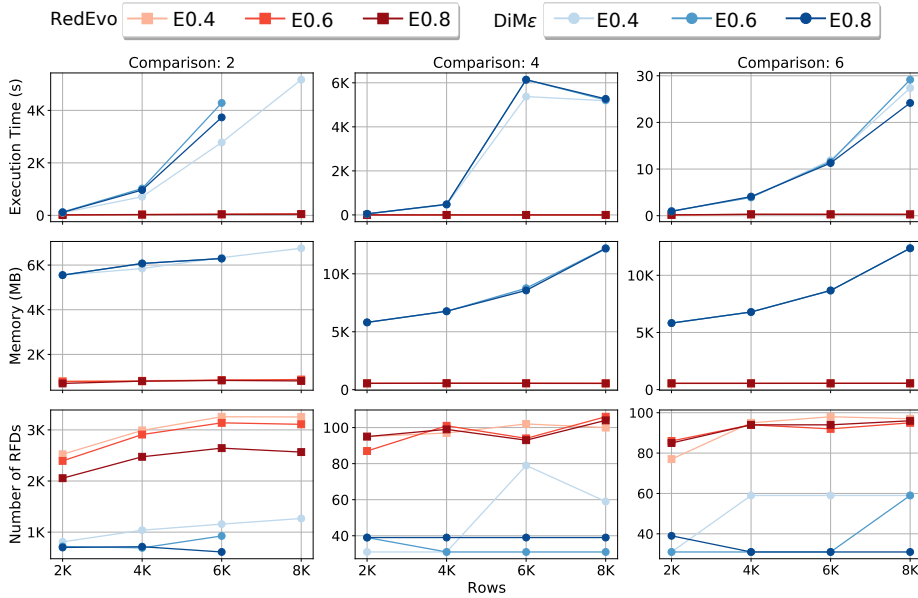 RedEvo E0.4 E0.6 E0.8 DiMε E0.4 E0.6 E0.8
Comparison: 2 Comparison: 4 Comparison: 6
Execution Time (s)
4K
2K
0
6K
4K
2K
0
30
20
10
0
Memory (MB)
6K
4K
2K
10K
5K
0
10K
5K
0
Number of RFDs
3K
2K
1K
100
80
60
40
100
80
60
40
2K 4K 6K 8K 2K 4K 6K 8K 2K 4K 6K 8K
Rows